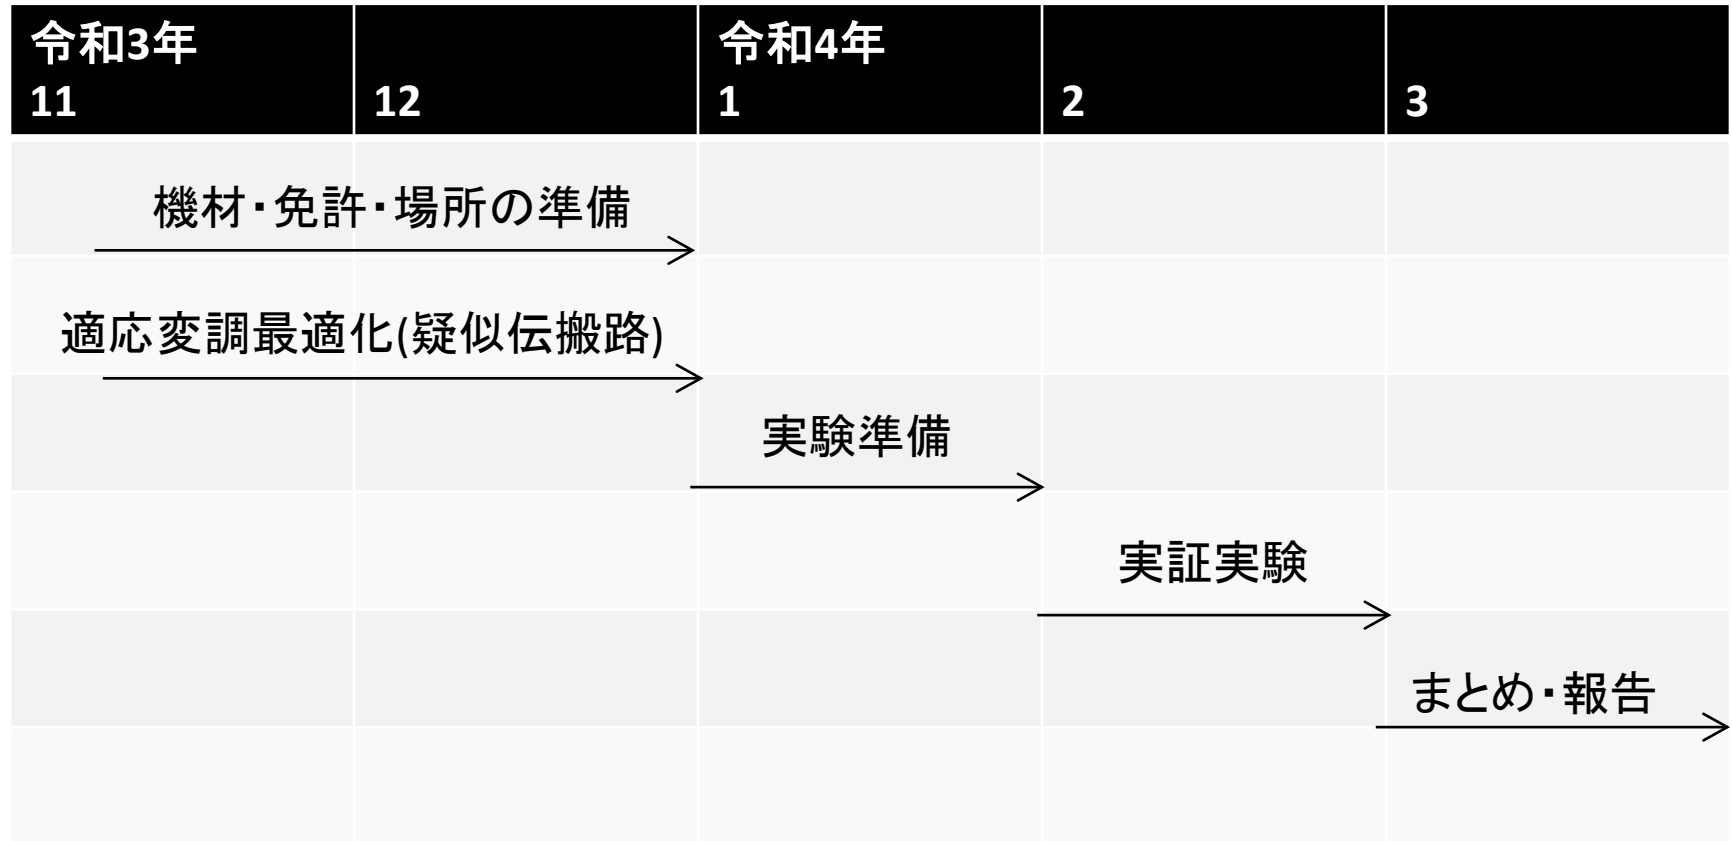 令和3年
11
12
令和4年
1
2
3
機材・免許・場所の準備
適応変調最適化(疑似伝搬路)
実験準備
実証実験
まとめ・報告